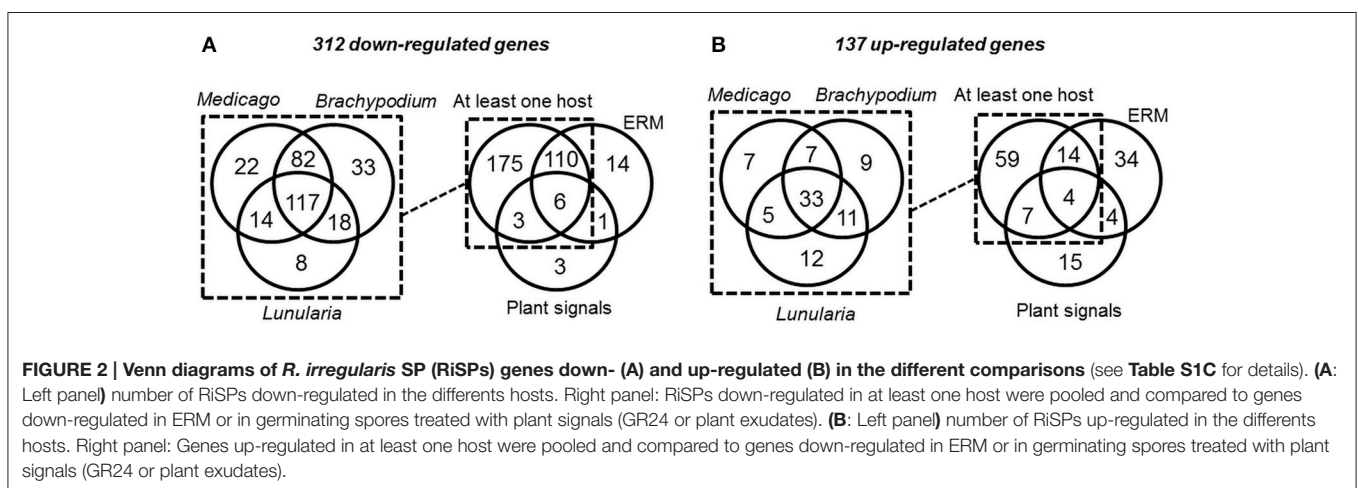 A 312 down-regulated genes
Medicago Brachypodium At least one host
ERM
22 82 33 175 110 14
117 6
14 18 3 1
8 3
Lunularia Plant signals
B 137 up-regulated genes
Medicago Brachypodium At least one host
ERM
7 7 9 59 14 34
33 4
5 11 7 4
12 15
Lunularia Plant signals
FIGURE 2 | Venn diagrams of R. irregularis SP (RiSPs) genes down- (A) and up-regulated (B) in the different comparisons (see Table S1C for details). (A:
Left panel) number of RiSPs down-regulated in the differents hosts. Right panel: RiSPs down-regulated in at least one host were pooled and compared to genes
down-regulated in ERM or in germinating spores treated with plant signals (GR24 or plant exudates). (B: Left panel) number of RiSPs up-regulated in the differents
hosts. Right panel: Genes up-regulated in at least one host were pooled and compared to genes down-regulated in ERM or in germinating spores treated with plant
signals (GR24 or plant exudates).